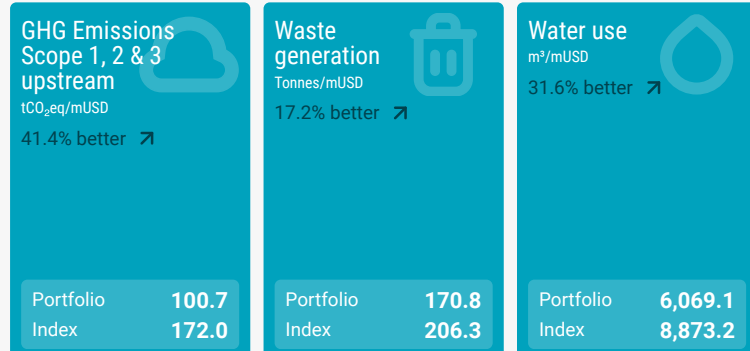 GHG Emissions
Scope 1, 2 & 3
upstream
tCO₂eq/mUSD
41.4% better
Portfolio 100.7
Index 172.0
Waste
generation
Tonnes/mUSD
17.2% better
Portfolio 170.8
Index 206.3
Water use
m³/mUSD
31.6% better
Portfolio 6,069.1
Index 8,873.2